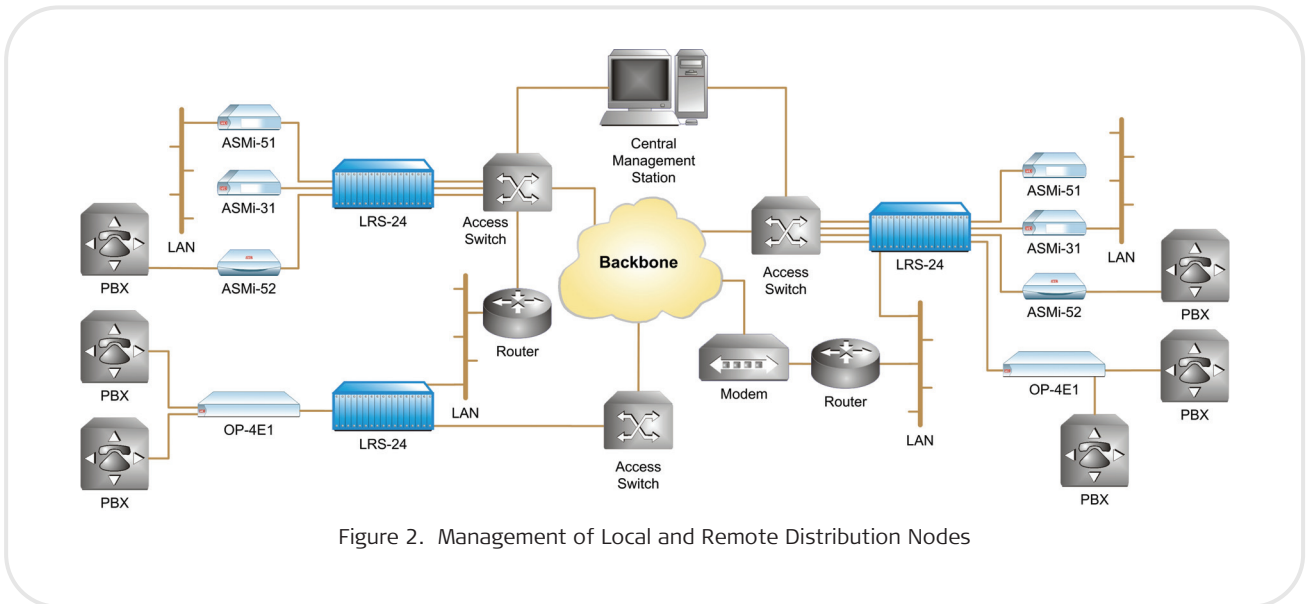 Central
Management
Station
ASMi-51
ASMi-31
LAN
PBX
ASMi-52
LRS-24
Access
Switch
Backbone
Access
Switch
LRS-24
ASMi-51
ASMi-31
LAN
ASMi-52
PBX
PBX
PBX
OP-4E1
LRS-24
LAN
Router
Access
Switch
Modem
Router
LAN
OP-4E1
PBX
PBX
Figure 2. Management of Local and Remote Distribution Nodes